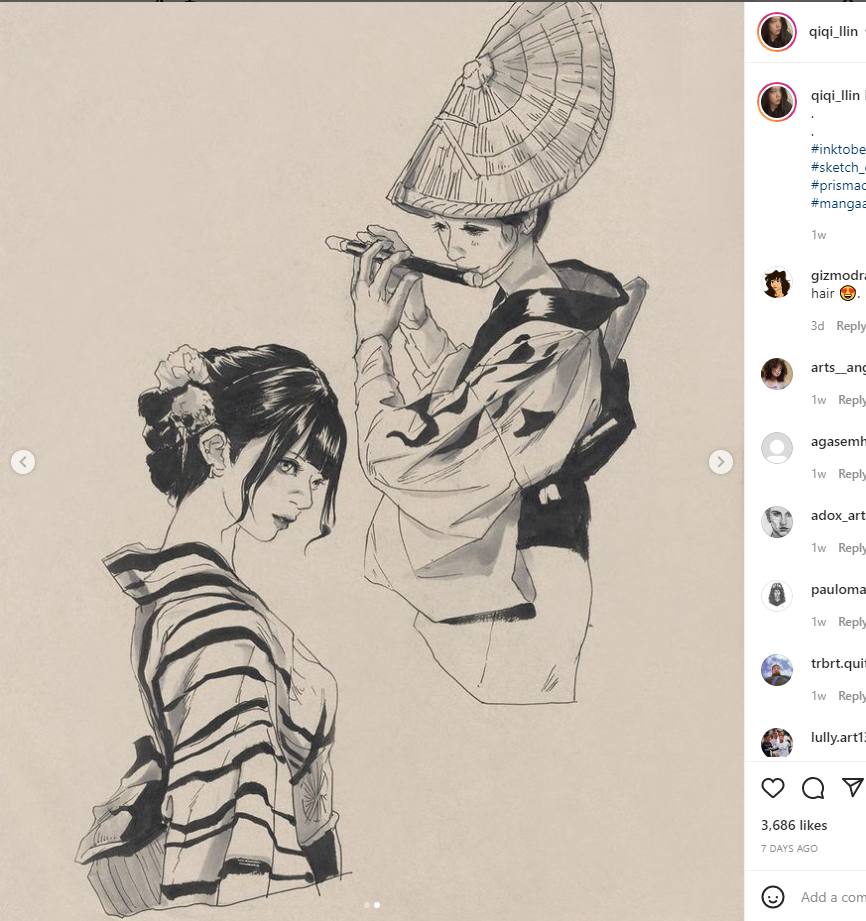 qiqi_llin
qiqi_llin
.
.
#inktobe
#sketch_
#prismac
#mangaa
1w
gizmodra
hair 😍.
3d Reply
arts__ang
1w Reply
agasemh
1w Reply
adox_art
1w Reply
pauloma
1w Reply
trbrt.quit
1w Reply
lully.art13
3,686 likes
7 DAYS AGO
Add a com